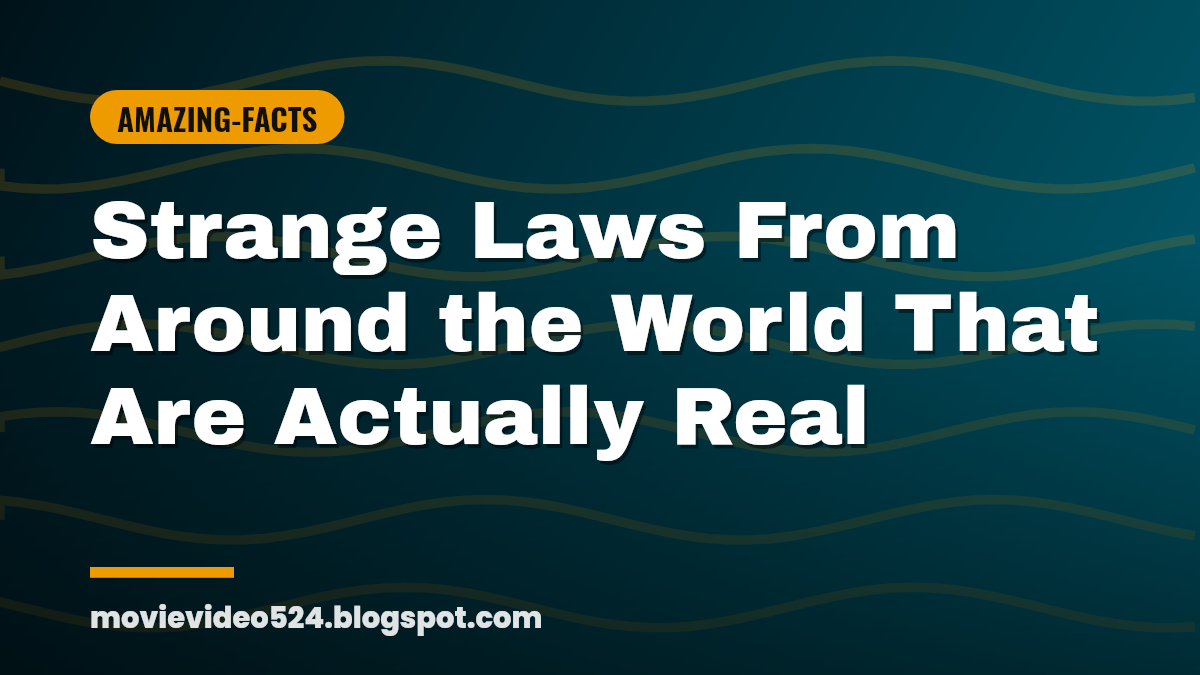 AMAZING-FACTS
Strange Laws From
Around the World That
Are Actually Real
movievideo524.blogspot.com